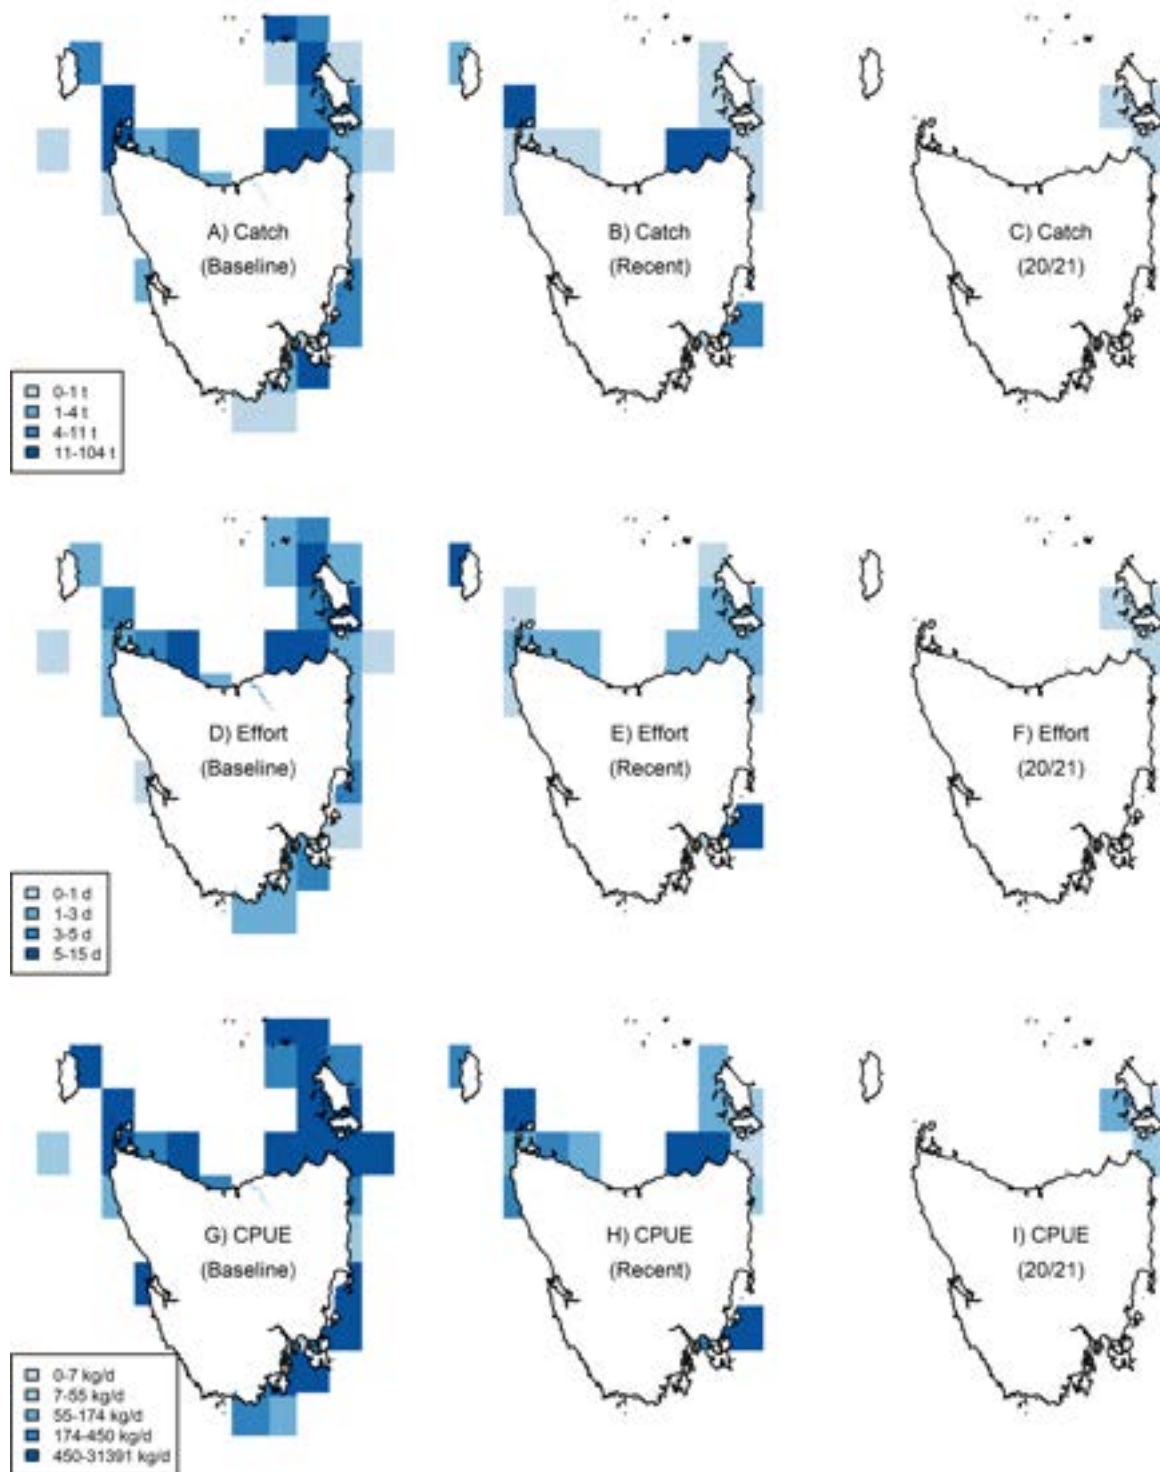 A) Catch
(Baseline)
B) Catch
(Recent)
C) Catch
(20/21)
0-1 t
1-4 t
4-11 t
11-104 t
D) Effort
(Baseline)
E) Effort
(Recent)
F) Effort
(20/21)
0-1 d
1-3 d
3-5 d
5-15 d
G) CPUE
(Baseline)
H) CPUE
(Recent)
I) CPUE
(20/21)
0-7 kg/d
7-55 kg/d
55-174 kg/d
174-450 kg/d
450-31391 kg/d